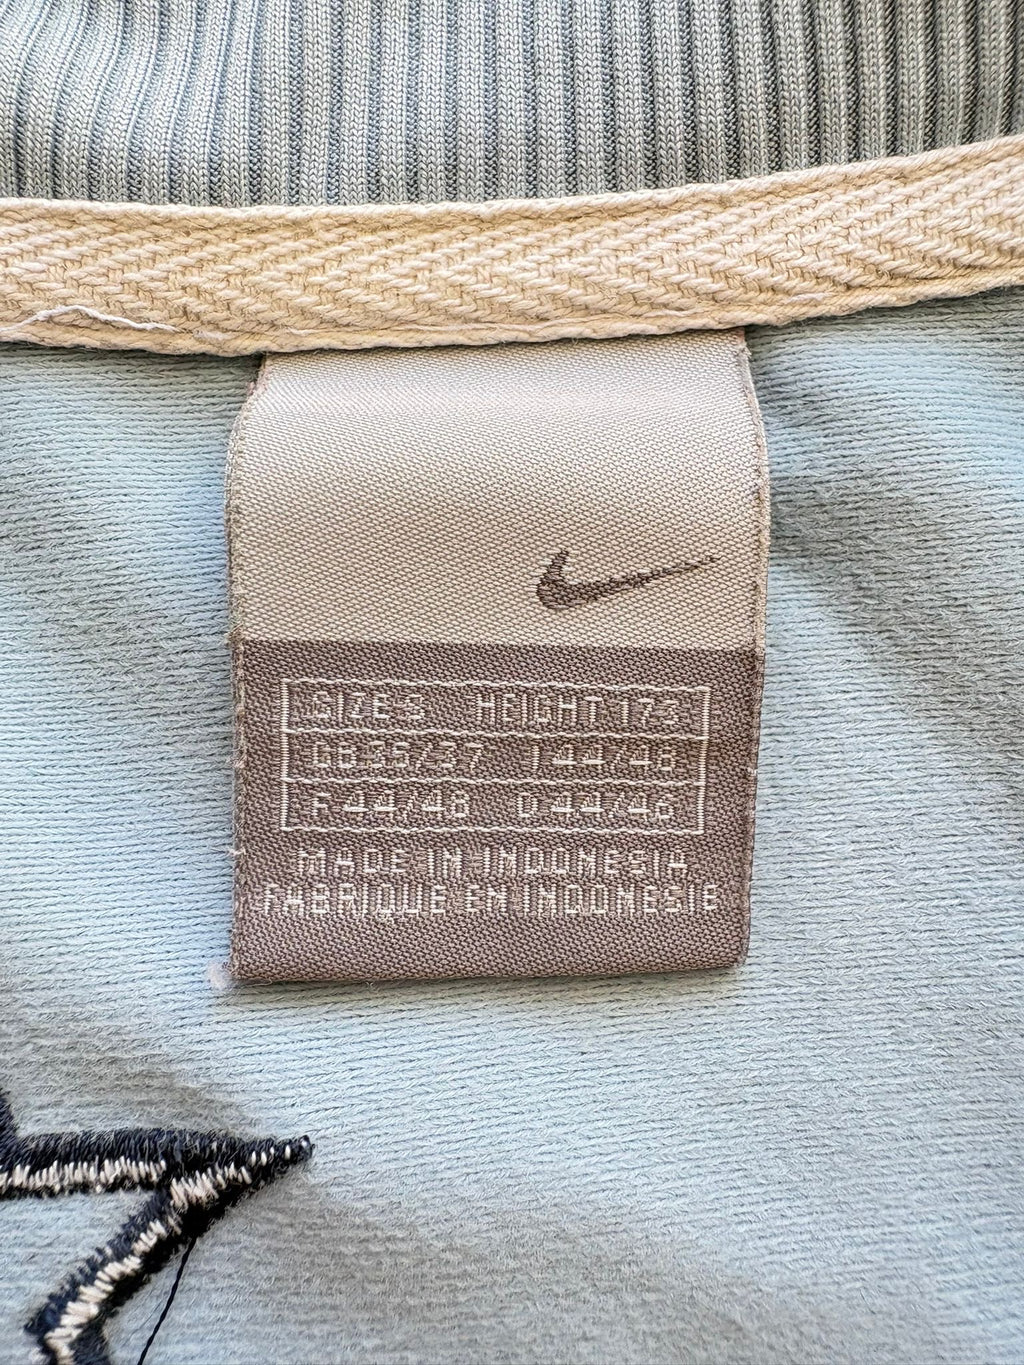 SIZE S HEIGHT 173
GB 35/37 I 44/46
F 44/46 D 44/46
MADE IN INDONESIA
FABRIQUE EN INDONESIE